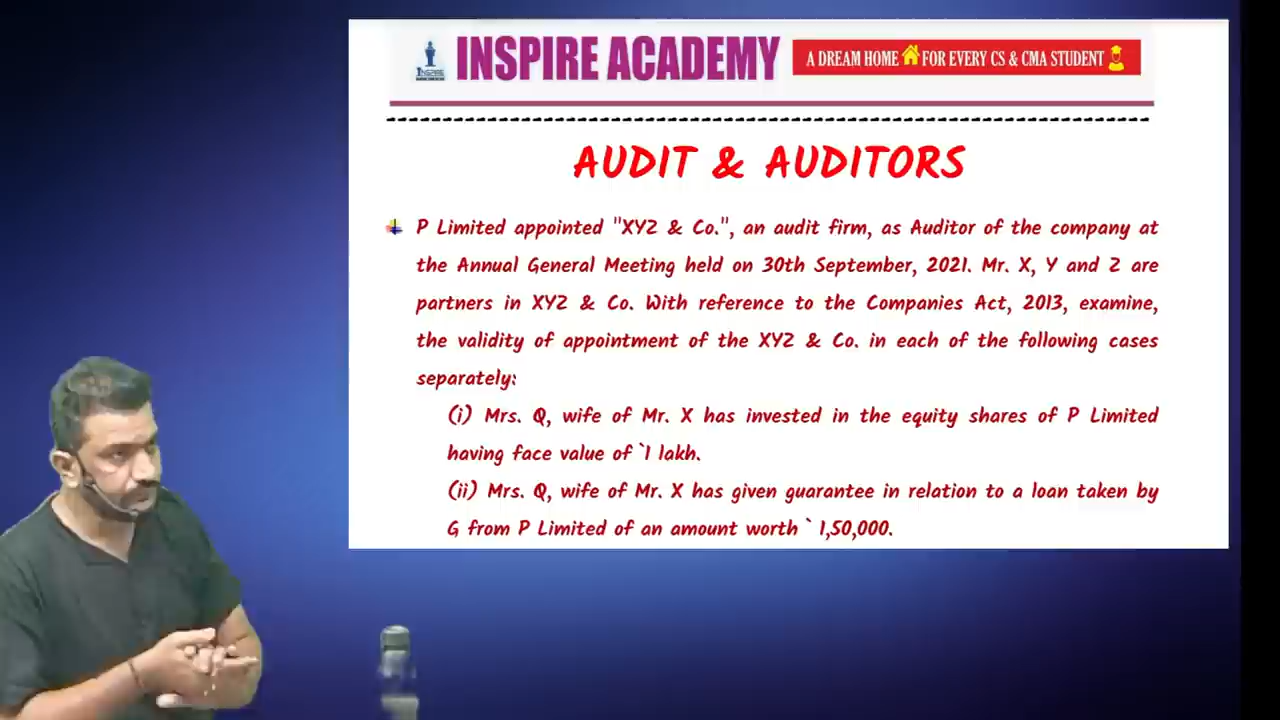 INSPIRE ACADEMY
A DREAM HOME FOR EVERY CS & CMA STUDENT
INSPIRE
AUDIT & AUDITORS
P Limited appointed "XYZ & Co.", an audit firm, as Auditor of the company at
the Annual General Meeting held on 30th September, 2021. Mr. X, Y and Z are
partners in XYZ & Co. With reference to the Companies Act, 2013, examine,
the validity of appointment of the XYZ & Co. in each of the following cases
separately:
(i) Mrs. Q, wife of Mr. X has invested in the equity shares of P Limited
having face value of `1 lakh.
(ii) Mrs. Q, wife of Mr. X has given guarantee in relation to a loan taken by
G from P Limited of an amount worth ` 1,50,000.